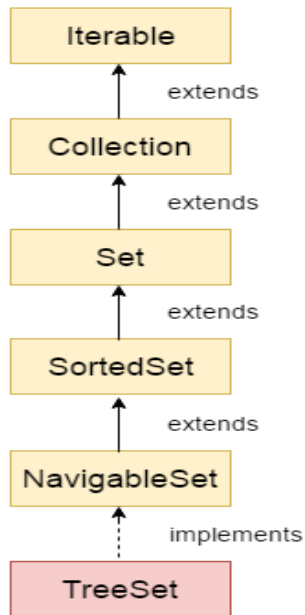 Iterable
extends
Collection
extends
Set
extends
SortedSet
extends
NavigableSet
implements
TreeSet